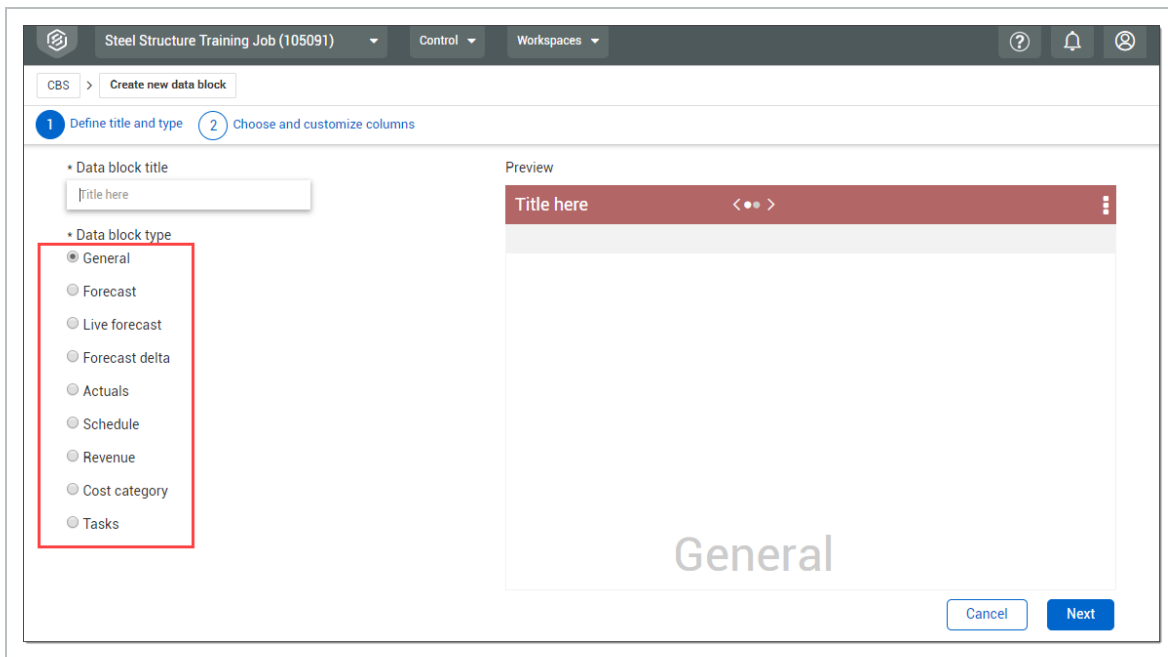 Steel Structure Training Job (105091) Control Workspaces ?
CBS > Create new data block
1 Define title and type 2 Choose and customize columns
* Data block title
Title here
* Data block type
General
Forecast
Live forecast
Forecast delta
Actuals
Schedule
Revenue
Cost category
Tasks
Preview
Title here
General
Cancel Next